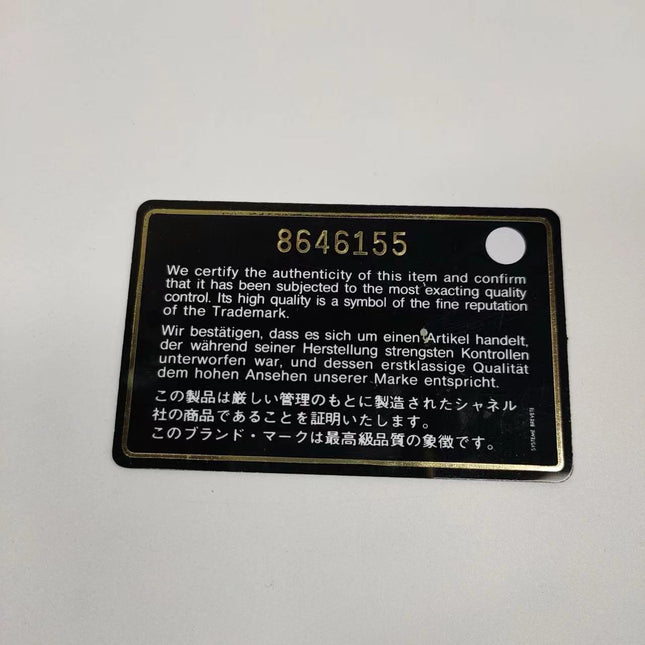 8646155
We certify the authenticity of this item and confirm
that it has been subjected to the most exacting quality
control. Its high quality is a symbol of the fine reputation
of the Trademark.
Wir bestätigen, dass es sich um einen Artikel handelt,
der während seiner Herstellung strengsten Kontrollen
unterworfen war, und dessen erstklassige Qualität
dem hohen Ansehen unserer Marke entspricht.
この製品は厳しい管理のもとに製造されたシャネル
社の商品であることを証明いたします。
このブランド・マークは最高級品質の象徴です。
SYSTEME BREVETE